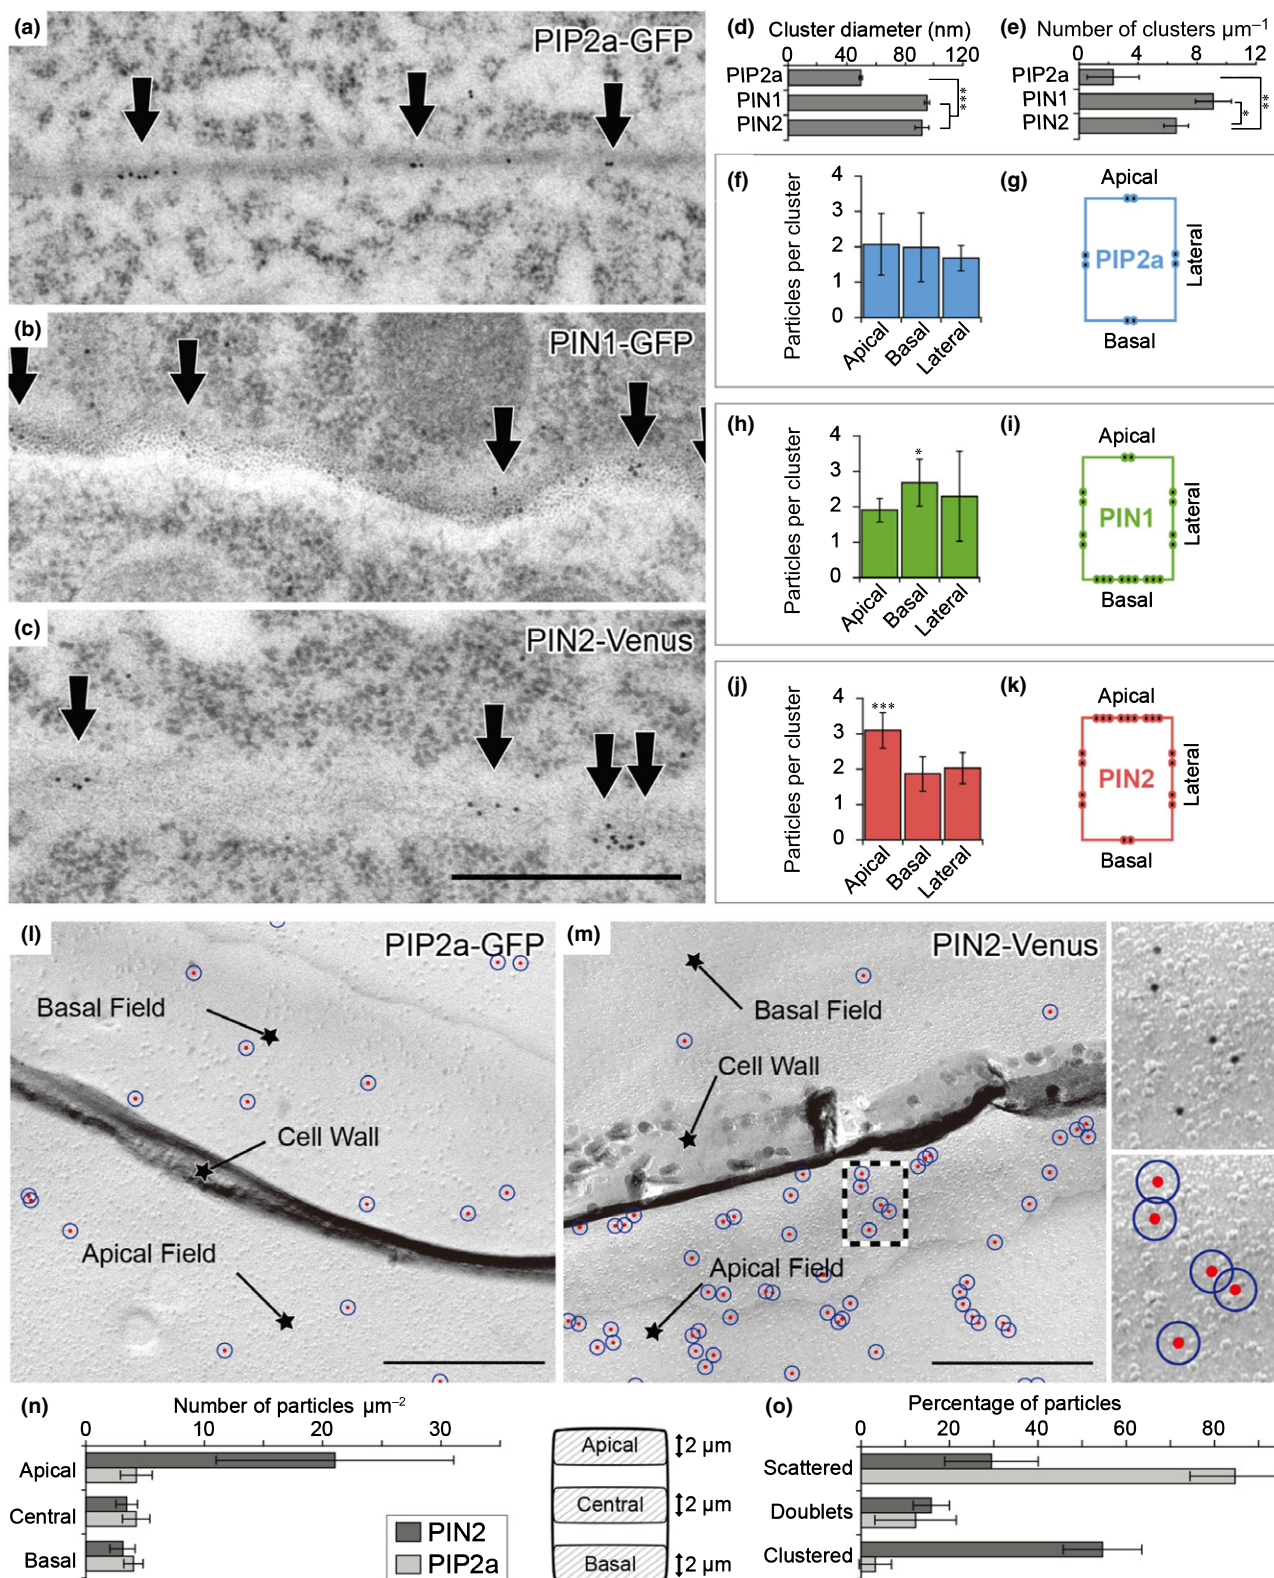 (a)
PIP2a-GFP
(b)
PIN1-GFP
(c)
PIN2-Venus
(d) Cluster diameter (nm)
0 40 80 120
PIP2a
PIN1
PIN2
***
(e) Number of clusters μm–1
0 4 8 12
PIP2a
PIN1
PIN2
*
**
(f)
Particles per cluster
4
3
2
1
0
Apical Basal Lateral
(g)
Apical
PIP2a
Lateral
Basal
(h)
Particles per cluster
4
3
2
1
0
*
Apical Basal Lateral
(i)
Apical
PIN1
Lateral
Basal
(j)
Particles per cluster
4
3
2
1
0
***
Apical Basal Lateral
(k)
Apical
PIN2
Lateral
Basal
(l)
PIP2a-GFP
Basal Field
Cell Wall
Apical Field
(m)
PIN2-Venus
Basal Field
Cell Wall
Apical Field
(n) Number of particles μm–2
0 10 20 30
Apical
Central
Basal
PIN2
PIP2a
Apical 2 μm
Central 2 μm
Basal 2 μm
(o) Percentage of particles
0 20 40 60 80
Scattered
Doublets
Clustered